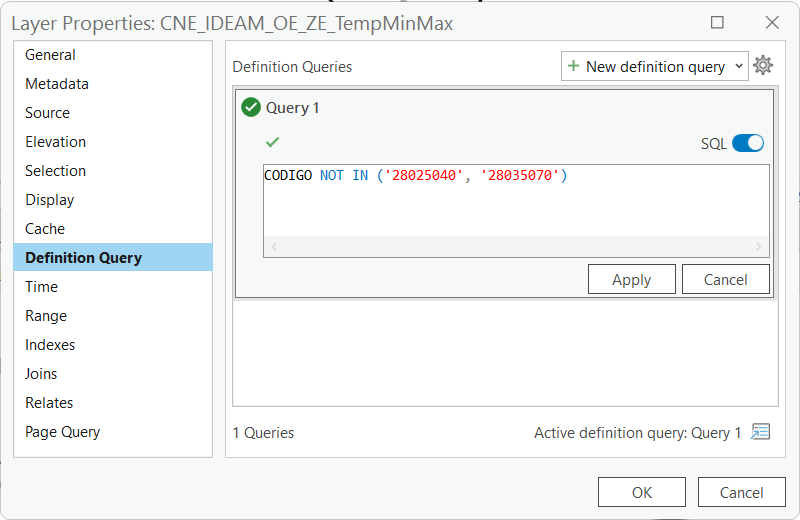 Layer Properties: CNE_IDEAM_OE_ZE_TempMinMax
General
Metadata
Source
Elevation
Selection
Display
Cache
Definition Query
Time
Range
Indexes
Joins
Relates
Page Query
Definition Queries
New definition query
Query 1
SQL
CODIGO NOT IN ('28025040', '28035070')
Apply
Cancel
1 Queries
Active definition query: Query 1
OK
Cancel